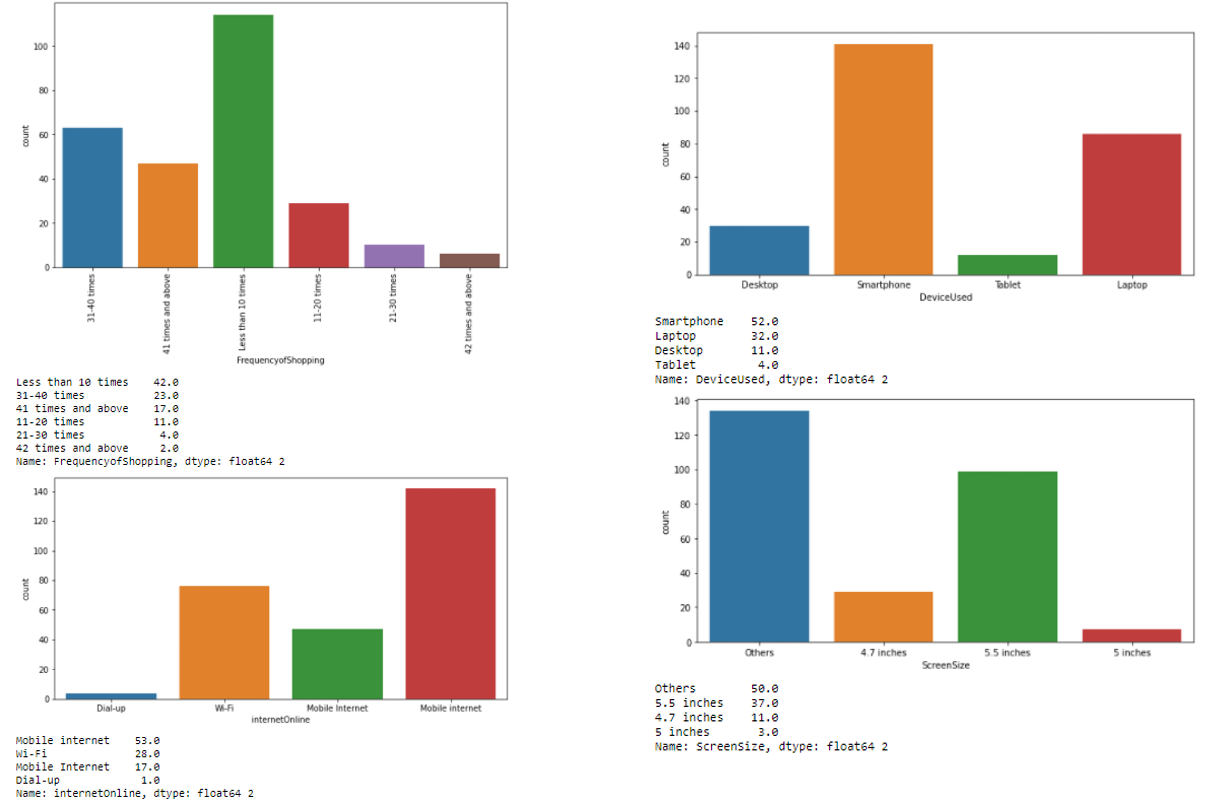 100
80
60
40
20
0
count
31-40 times
41 times and above
Less than 10 times
11-20 times
21-30 times
42 times and above
FrequencyofShopping
Less than 10 times 42.0
31-40 times 23.0
41 times and above 17.0
11-20 times 11.0
21-30 times 4.0
42 times and above 2.0
Name: FrequencyofShopping, dtype: float64 2
140
120
100
80
60
40
20
0
count
Dial-up Wi-Fi Mobile Internet Mobile internet
internetOnline
Mobile internet 53.0
Wi-Fi 28.0
Mobile Internet 17.0
Dial-up 1.0
Name: internetOnline, dtype: float64 2
140
120
100
80
60
40
20
0
count
Desktop Smartphone Tablet Laptop
DeviceUsed
Smartphone 52.0
Laptop 32.0
Desktop 11.0
Tablet 4.0
Name: DeviceUsed, dtype: float64 2
140
120
100
80
60
40
20
0
count
Others 4.7 inches 5.5 inches 5 inches
ScreenSize
Others 50.0
5.5 inches 37.0
4.7 inches 11.0
5 inches 3.0
Name: ScreenSize, dtype: float64 2